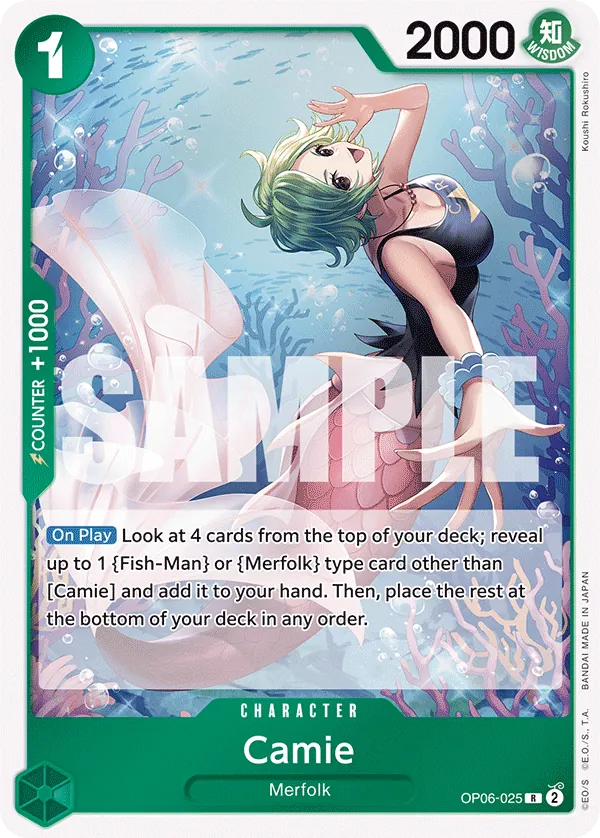 1
2000
知
WISDOM
Koushi Rokushiro
COUNTER +1000
SAMPLE
On Play Look at 4 cards from the top of your deck; reveal
up to 1 {Fish-Man} or {Merfolk} type card other than
[Camie] and add it to your hand. Then, place the rest at
the bottom of your deck in any order.
CHARACTER
Camie
Merfolk
OP06-025 R 2
©E.O/S ©E.O./S., T.A. BANDAI MADE IN JAPAN